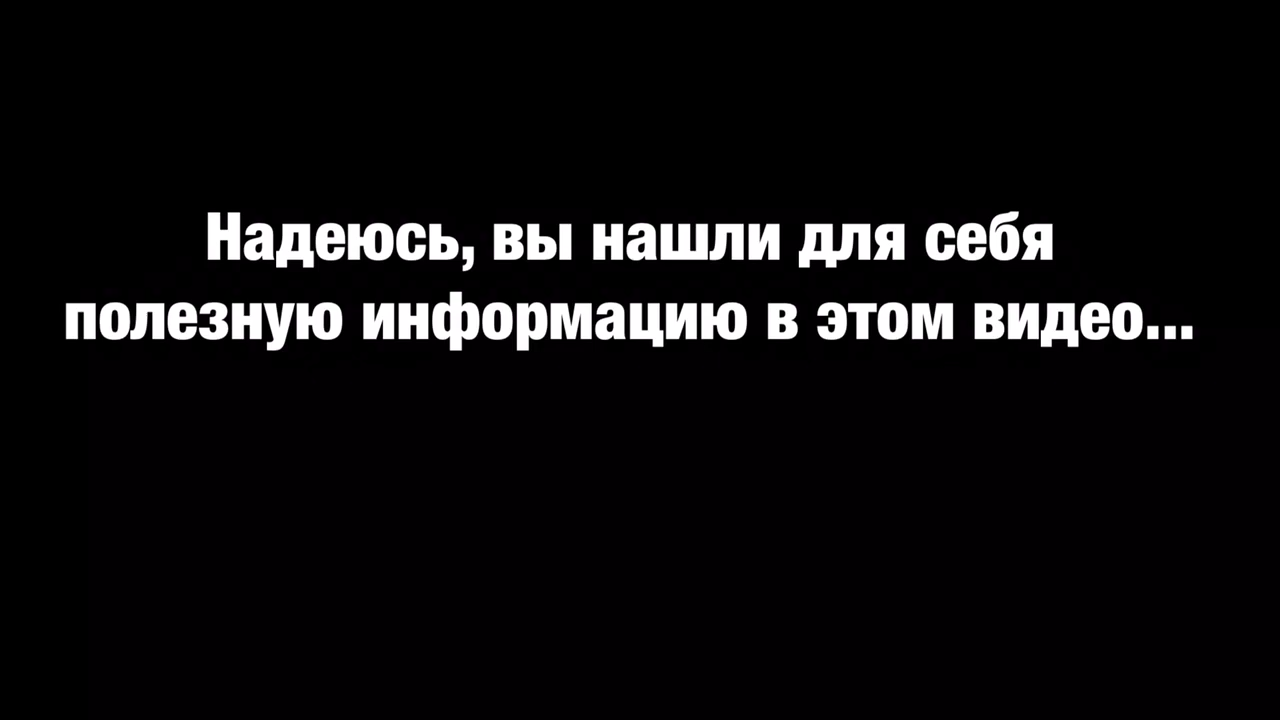 Надеюсь, вы нашли для себя
полезную информацию в этом видео...